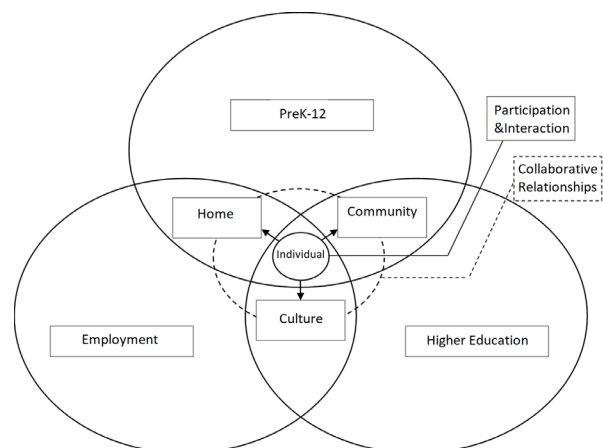 PreK-12
Participation
&Interaction
Collaborative
Relationships
Home
Community
Individual
Culture
Employment
Higher Education